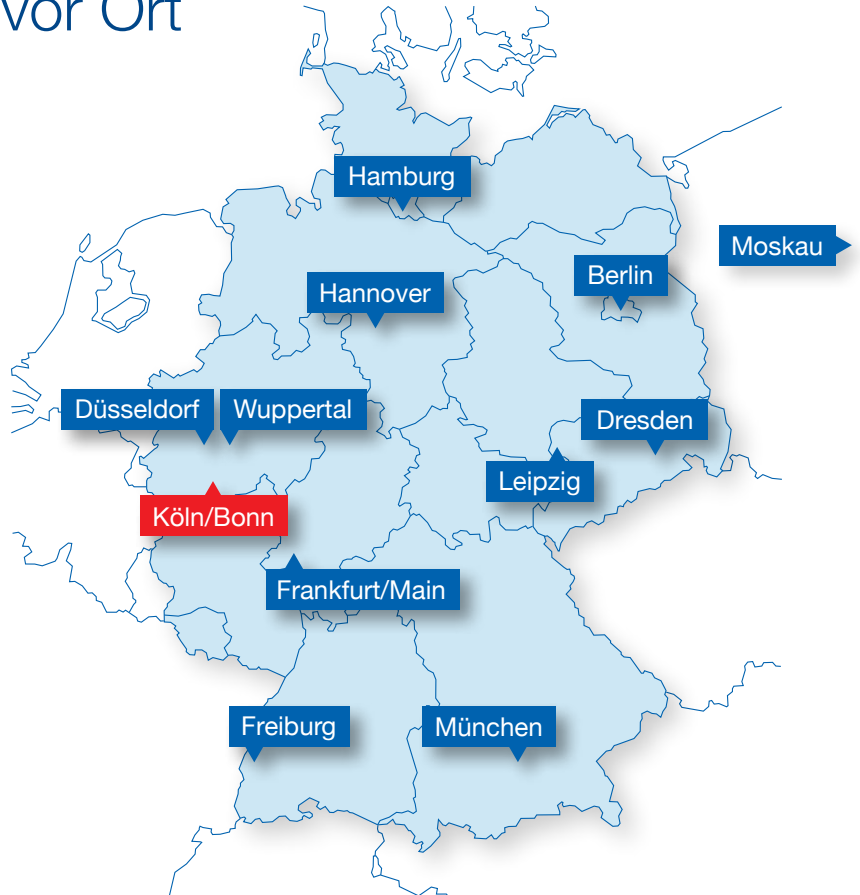 vor Ort
Hamburg
Moskau
Berlin
Hannover
Düsseldorf
Wuppertal
Dresden
Leipzig
Köln/Bonn
Frankfurt/Main
Freiburg
München